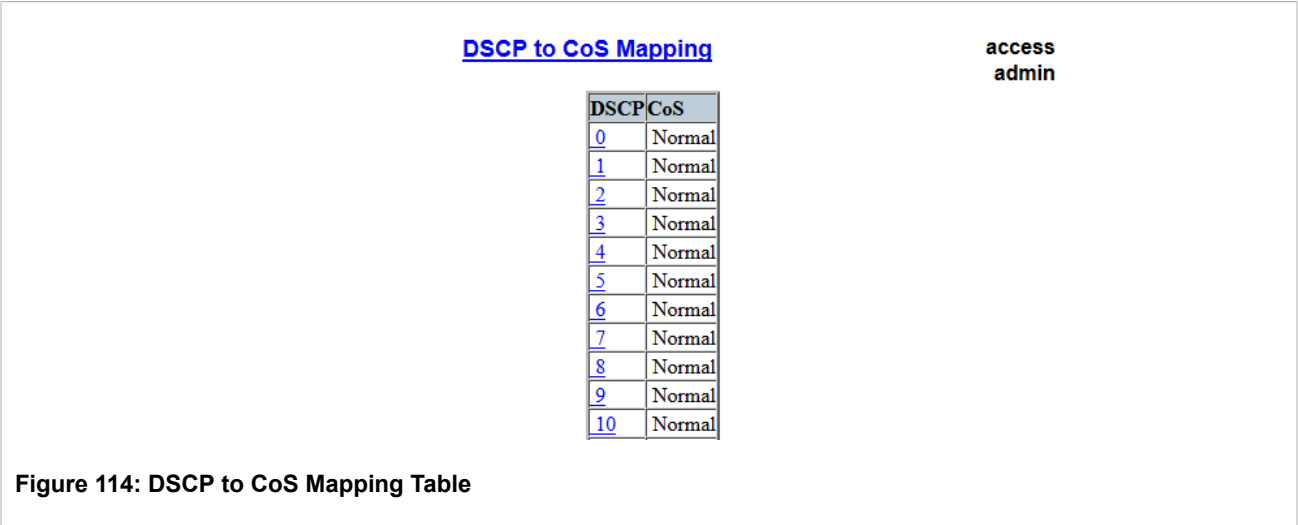 DSCP to CoS Mapping
access
admin
DSCP CoS
0 Normal
1 Normal
2 Normal
3 Normal
4 Normal
5 Normal
6 Normal
7 Normal
8 Normal
9 Normal
10 Normal
Figure 114: DSCP to CoS Mapping Table